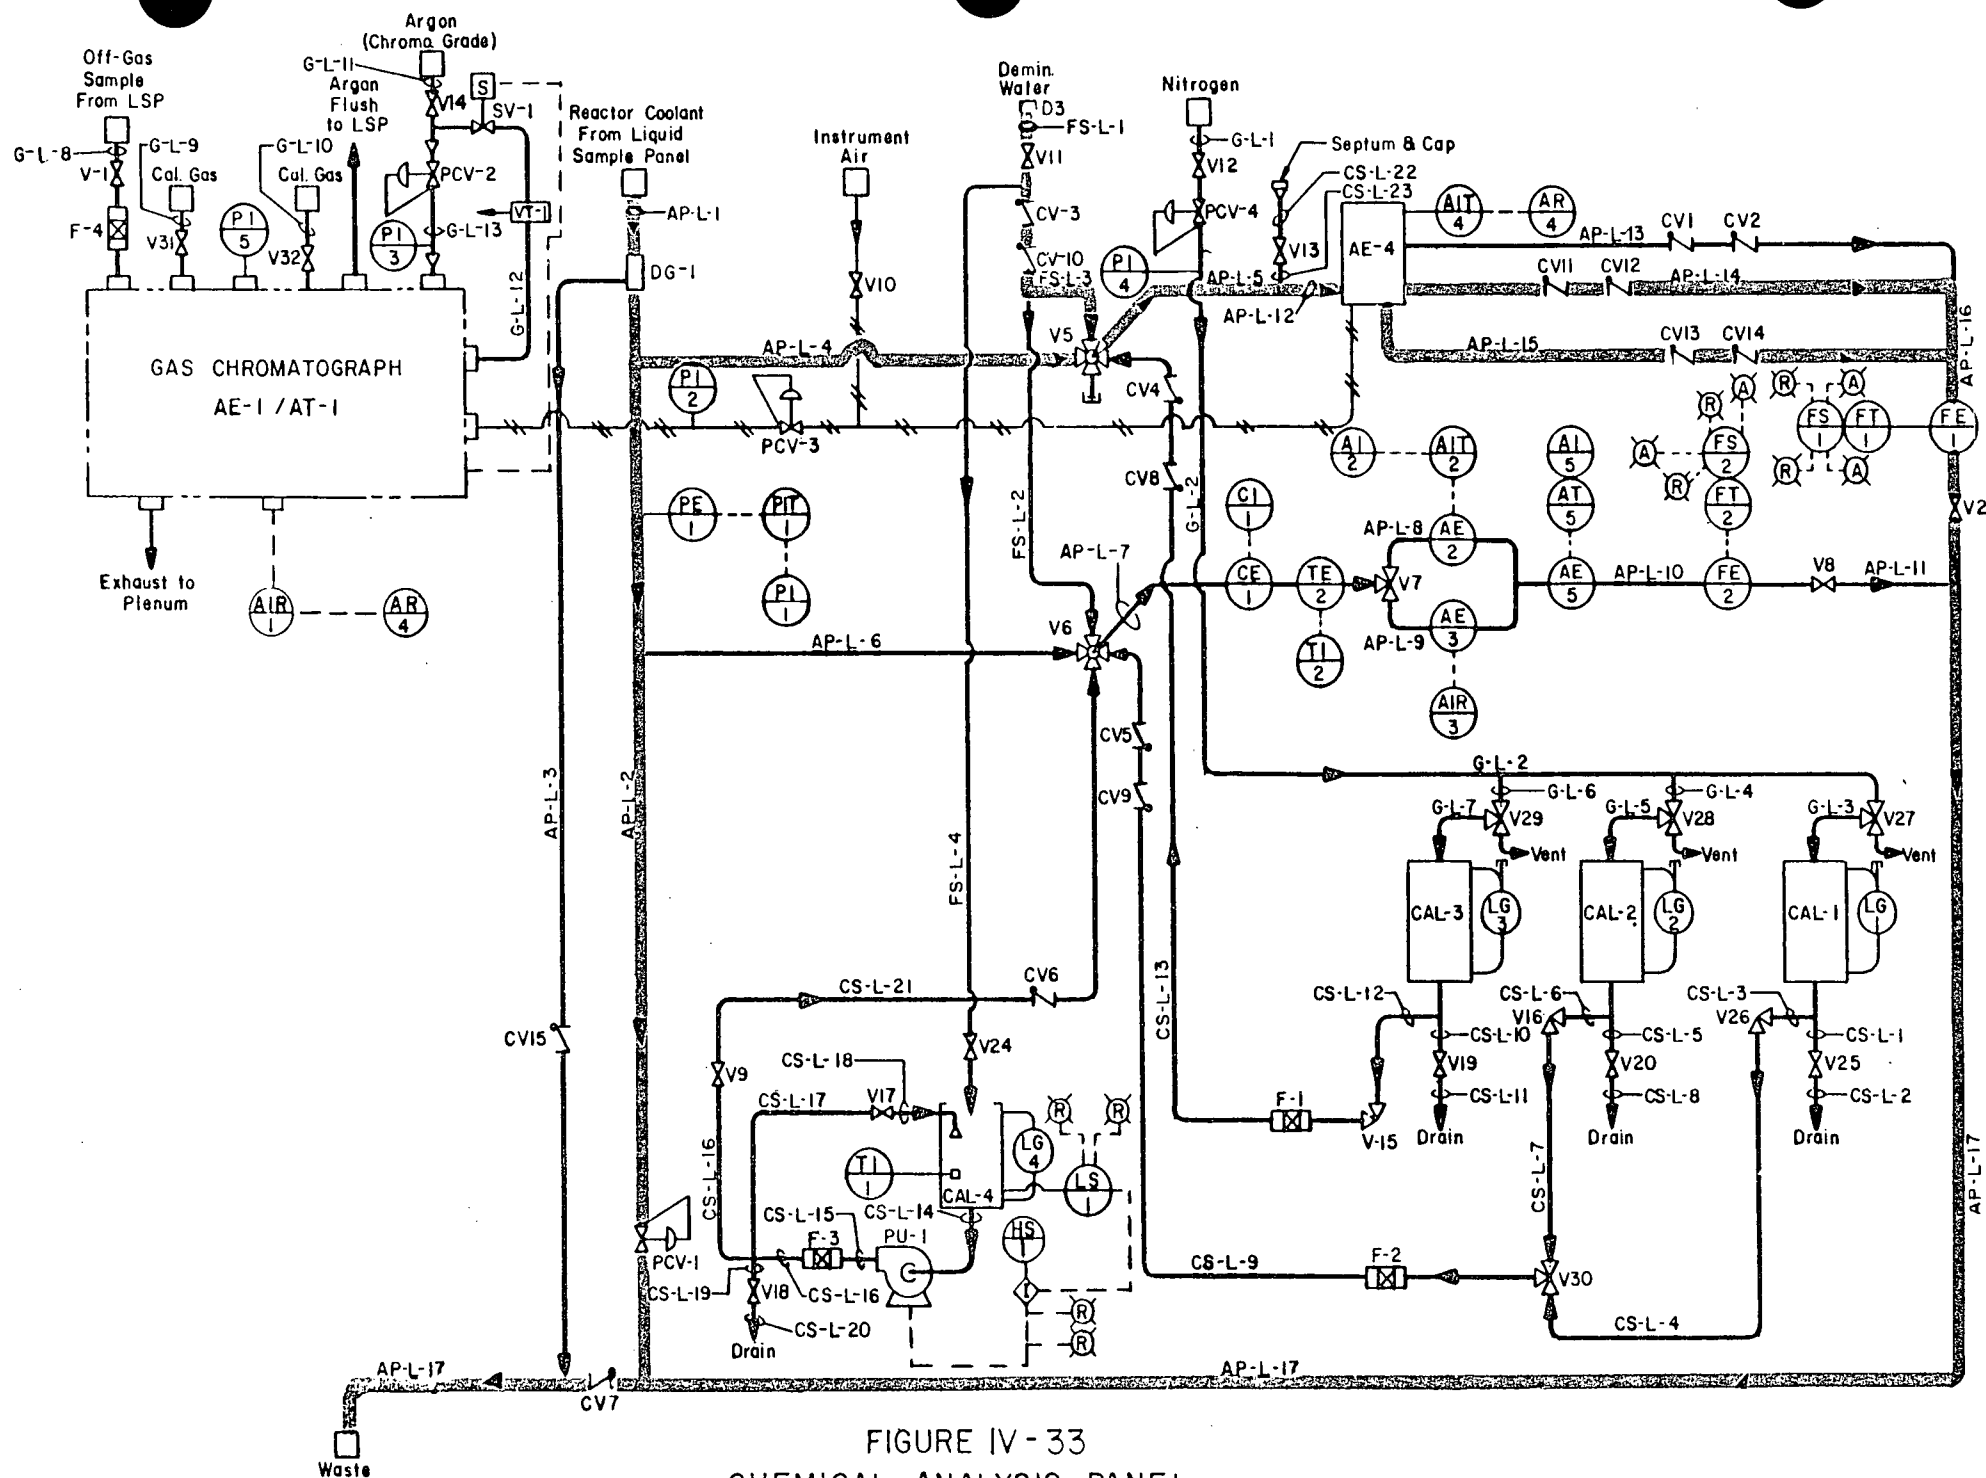 Argon
(Chroma Grade)
G-L-11
Off-Gas
Sample
From LSP
Argan
Flush
to LSP
V14
S
SV-1
Reactor Coolant
From Liquid
Sample Panel
Instrument
Air
Demin.
Water
D3
FS-L-1
V11
Nitrogen
G-L-1
V12
Septum & Cap
CS-L-22
CS-L-23
G-L-8
V-1
G-L-9
Cal. Gas
G-L-10
Cal. Gas
PCV-2
VT-1
AP-L-1
CV-3
PCV-4
V13
AIT
4
AR
4
CV1
CV2
AP-L-13
F-4
V31
PI
5
V32
PI
3
G-L-13
G-L-12
DG-1
V10
CV-10
FS-L-3
PI
4
AP-L-5
AP-L-12
AE-4
CV11
CV12
AP-L-14
GAS CHROMATOGRAPH
AE-1 / AT-1
AP-L-4
V5
AP-L-15
CV13
CV14
AP-L-16
PI
2
PCV-3
CV4
CV8
G-L-2
AI
2
AIT
2
AI
5
AT
5
R
A
A
R
FS
2
FT
2
R
A
R
A
FS
1
FT
1
FE
1
V2
Exhaust to
Plenum
AIR
1
AR
4
PE
1
PIT
1
PI
1
FS-L-2
AP-L-7
CI
1
CE
1
TE
2
TI
2
V7
AP-L-8
AE
2
AP-L-9
AE
3
AIR
3
AE
5
AP-L-10
FE
2
V8
AP-L-11
AP-L-6
V6
CV5
CV9
AP-L-3
AP-L-2
FS-L-4
G-L-2
G-L-7
G-L-6
V29
Vent
G-L-5
G-L-4
V28
Vent
G-L-3
V27
Vent
CAL-3
LG
3
CAL-2
LG
2
CAL-1
LG
1
CS-L-21
CV6
CS-L-13
CS-L-12
CS-L-10
V19
CS-L-11
Drain
CS-L-6
V16
CS-L-5
V20
CS-L-8
Drain
CS-L-3
V26
CS-L-1
V25
CS-L-2
Drain
CV15
V9
CS-L-18
V24
CS-L-17
V17
F-1
V-15
R
R
LG
4
LS
1
TI
1
CAL-4
CS-L-14
CS-L-16
CS-L-15
F-3
PU-1
HS
1
I
R
R
CS-L-7
AP-L-17
PCV-1
CS-L-19
V18
CS-L-16
CS-L-20
Drain
CS-L-9
F-2
V30
CS-L-4
AP-L-17
CV7
AP-L-17
Waste
FIGURE IV-33
CHEMICAL ANALYSIS PANEL